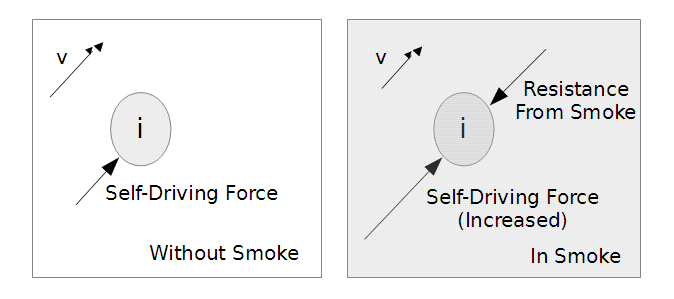 v
i
Self-Driving Force
Without Smoke
v
i
Resistance
From Smoke
Self-Driving Force
(Increased)
In Smoke